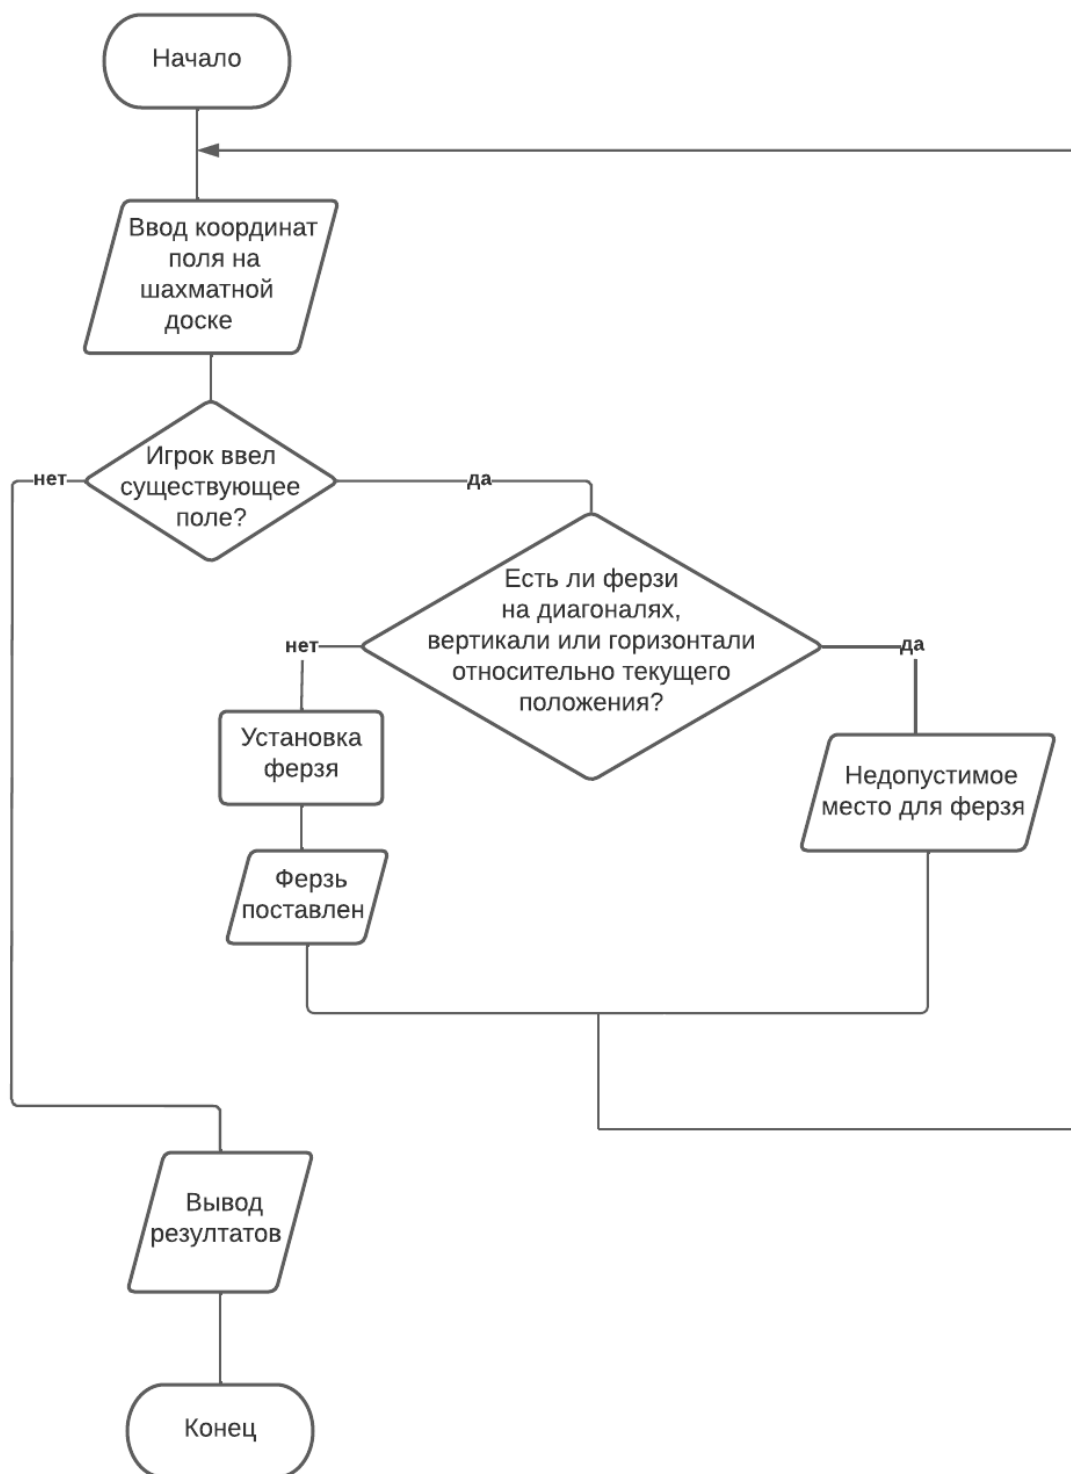 Начало
Ввод координат
поля на
шахматной
доске
Игрок ввел
существующее
поле?
нет
да
Есть ли ферзи
на диагоналях,
вертикали или горизонтали
относительно текущего
положения?
нет
да
Установка
ферзя
Недопустимое
место для ферзя
Ферзь
поставлен
Вывод
резултатов
Конец